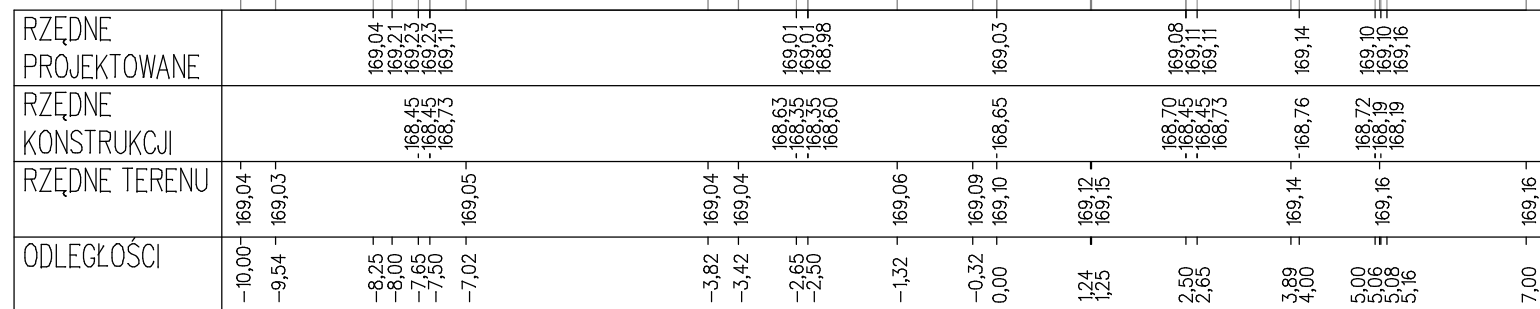 RZĘDNE
PROJEKTOWANE
169,04 169,21 169,23 169,23 169,11 169,01 169,01 168,98 169,03 169,08 169,11 169,11 169,14 169,10 169,10 169,16
RZĘDNE
KONSTRUKCJI
168,45 168,45 168,73 168,63 168,35 168,35 168,60 168,65 168,70 168,45 168,45 168,73 168,76 168,72 168,19 168,19
RZĘDNE TERENU
169,04 169,03 169,05 169,04 169,04 169,06 169,09 169,10 169,12 169,15 169,14 169,16 169,16
ODLEGŁOŚCI
-10,00 -9,54 -8,25 -8,00 -7,65 -7,50 -7,02 -3,82 -3,42 -2,65 -2,50 -1,32 -0,32 0,00 1,24 1,25 2,50 2,65 3,89 4,00 5,00 5,06 5,08 5,16 7,00